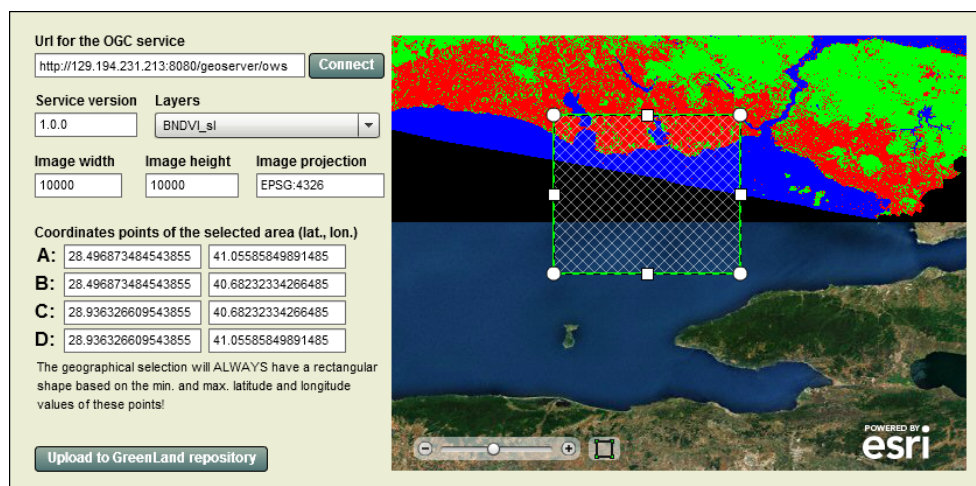 Url for the OGC service
http://129.194.231.213:8080/geoserver/ows Connect
Service version Layers
1.0.0 BNDVI_sl
Image width Image height Image projection
10000 10000 EPSG:4326
Coordinates points of the selected area (lat., lon.)
A: 28.496873484543855 41.05585849891485
B: 28.496873484543855 40.68232334266485
C: 28.936326609543855 40.68232334266485
D: 28.936326609543855 41.05585849891485
The geographical selection will ALWAYS have a rectangular
shape based on the min. and max. latitude and longitude
values of these points!
Upload to GreenLand repository
POWERED BY
esri